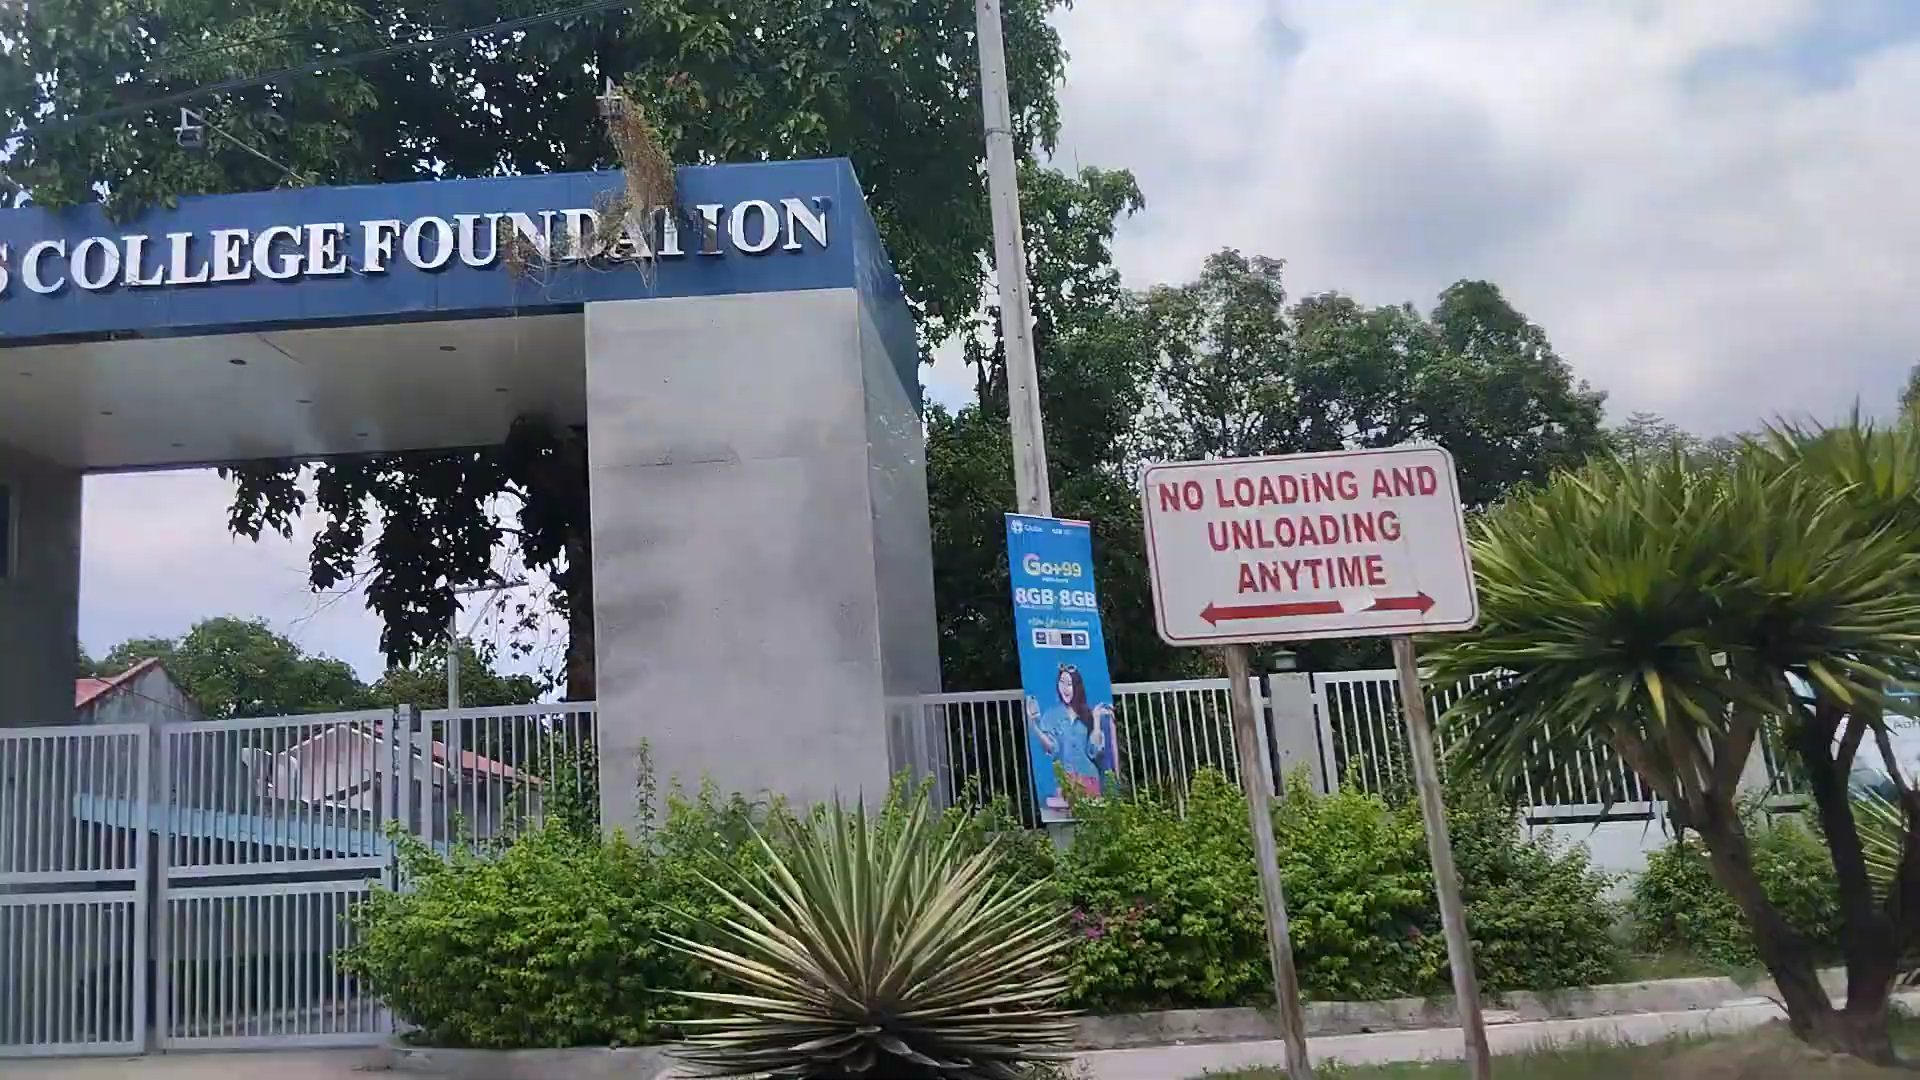 S COLLEGE FOUNDATION
NO LOADING AND
UNLOADING
ANYTIME
Go+99
8GB+8GB